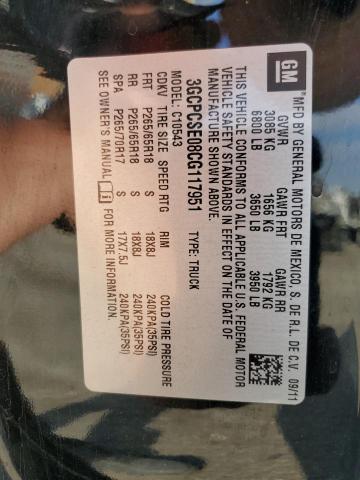 GM
MFD BY GENERAL MOTORS DE MEXICO, S. DE R.L. DE C.V. 09/11
GVWR GAWR FRT GAWR RR
3085 KG 1656 KG 1792 KG
6800 LB 3650 LB 3950 LB
THIS VEHICLE CONFORMS TO ALL APPLICABLE U.S. FEDERAL MOTOR
VEHICLE SAFETY STANDARDS IN EFFECT ON THE DATE OF
MANUFACTURE SHOWN ABOVE.
3GCPCSE08CG117951 TYPE: TRUCK
MODEL: C10543
CDKV TIRE SIZE SPEED RTG RIM COLD TIRE PRESSURE
FRT P265/65R18 S 18X8J 240KPA(35PSI)
RR P265/65R18 S 18X8J 240KPA(35PSI)
SPA P265/70R17 S 17X7.5J 240KPA(35PSI)
SEE OWNER'S MANUAL i FOR MORE INFORMATION.